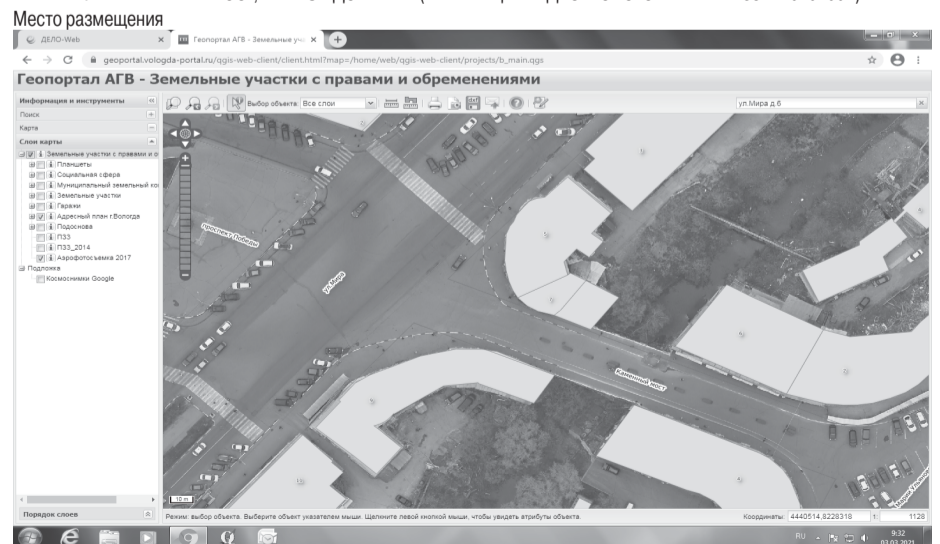 Место размещения
ДЕЛО-Web
Геопортал АГВ - Земельные уч
geoportal.vologda-portal.ru/qgis-web-client/client.html?map=/home/web/qgis-web-client/projects/b_main.qgs
Геопортал АГВ - Земельные участки с правами и обременениями
Информация и инструменты
Поиск
Карта
Слои карты
Земельные участки с правами и о
Планшеты
Социальная сфера
Муниципальный земельный ко
Земельные участки
Гаражи
Адресный план г.Вологда
Подоснова
ПЗЗ
ПЗЗ_2014
Аэрофотосъемка 2017
Подложка
Космоснимки Google
Порядок слоев
Выбор объекта: Все слои
ул.Мира д.6
проспект Победы
ул.Мира
Каменный мост
10 m
Режим: выбор объекта. Выберите объект указателем мыши. Щелкните левой кнопкой мыши, чтобы увидеть атрибуты объекта.
Координаты: 4440514,8228318 1: 1128
RU
9:32
03.03.2021